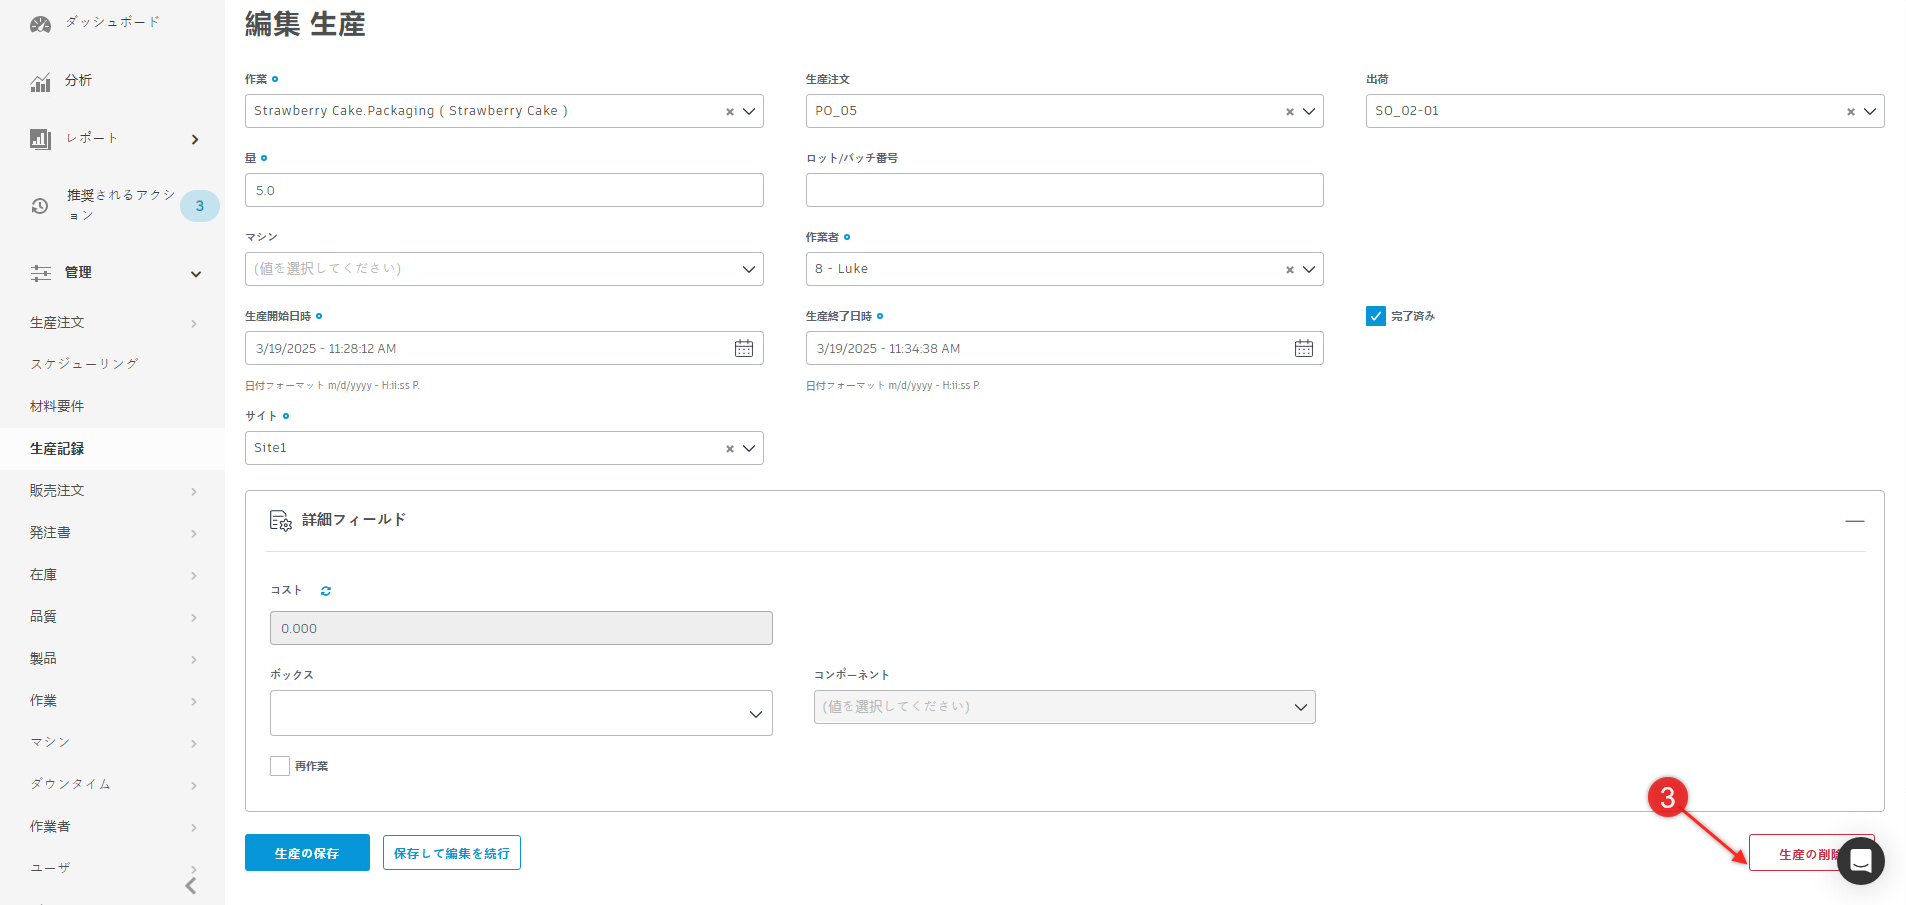 ダッシュボード
分析
レポート
推奨されるアクシ
ョン
3
管理
生産注文
スケジューリング
材料要件
生産記録
販売注文
発注書
在庫
品質
製品
作業
マシン
ダウンタイム
作業者
ユーザ
編集 生産
作業
Strawberry Cake.Packaging ( Strawberry Cake )
生産注文
PO_05
出荷
SO_02-01
量
5.0
ロット/バッチ番号
マシン
(値を選択してください)
作業者
8 - Luke
生産開始日時
3/19/2025 - 11:28:12 AM
日付フォーマット m/d/yyyy - H:ii:ss P.
生産終了日時
3/19/2025 - 11:34:38 AM
日付フォーマット m/d/yyyy - H:ii:ss P.
完了済み
サイト
Site1
詳細フィールド
コスト
0.000
ボックス
コンポーネント
(値を選択してください)
再作業
3
生産の保存
保存して編集を続行
生産の削除